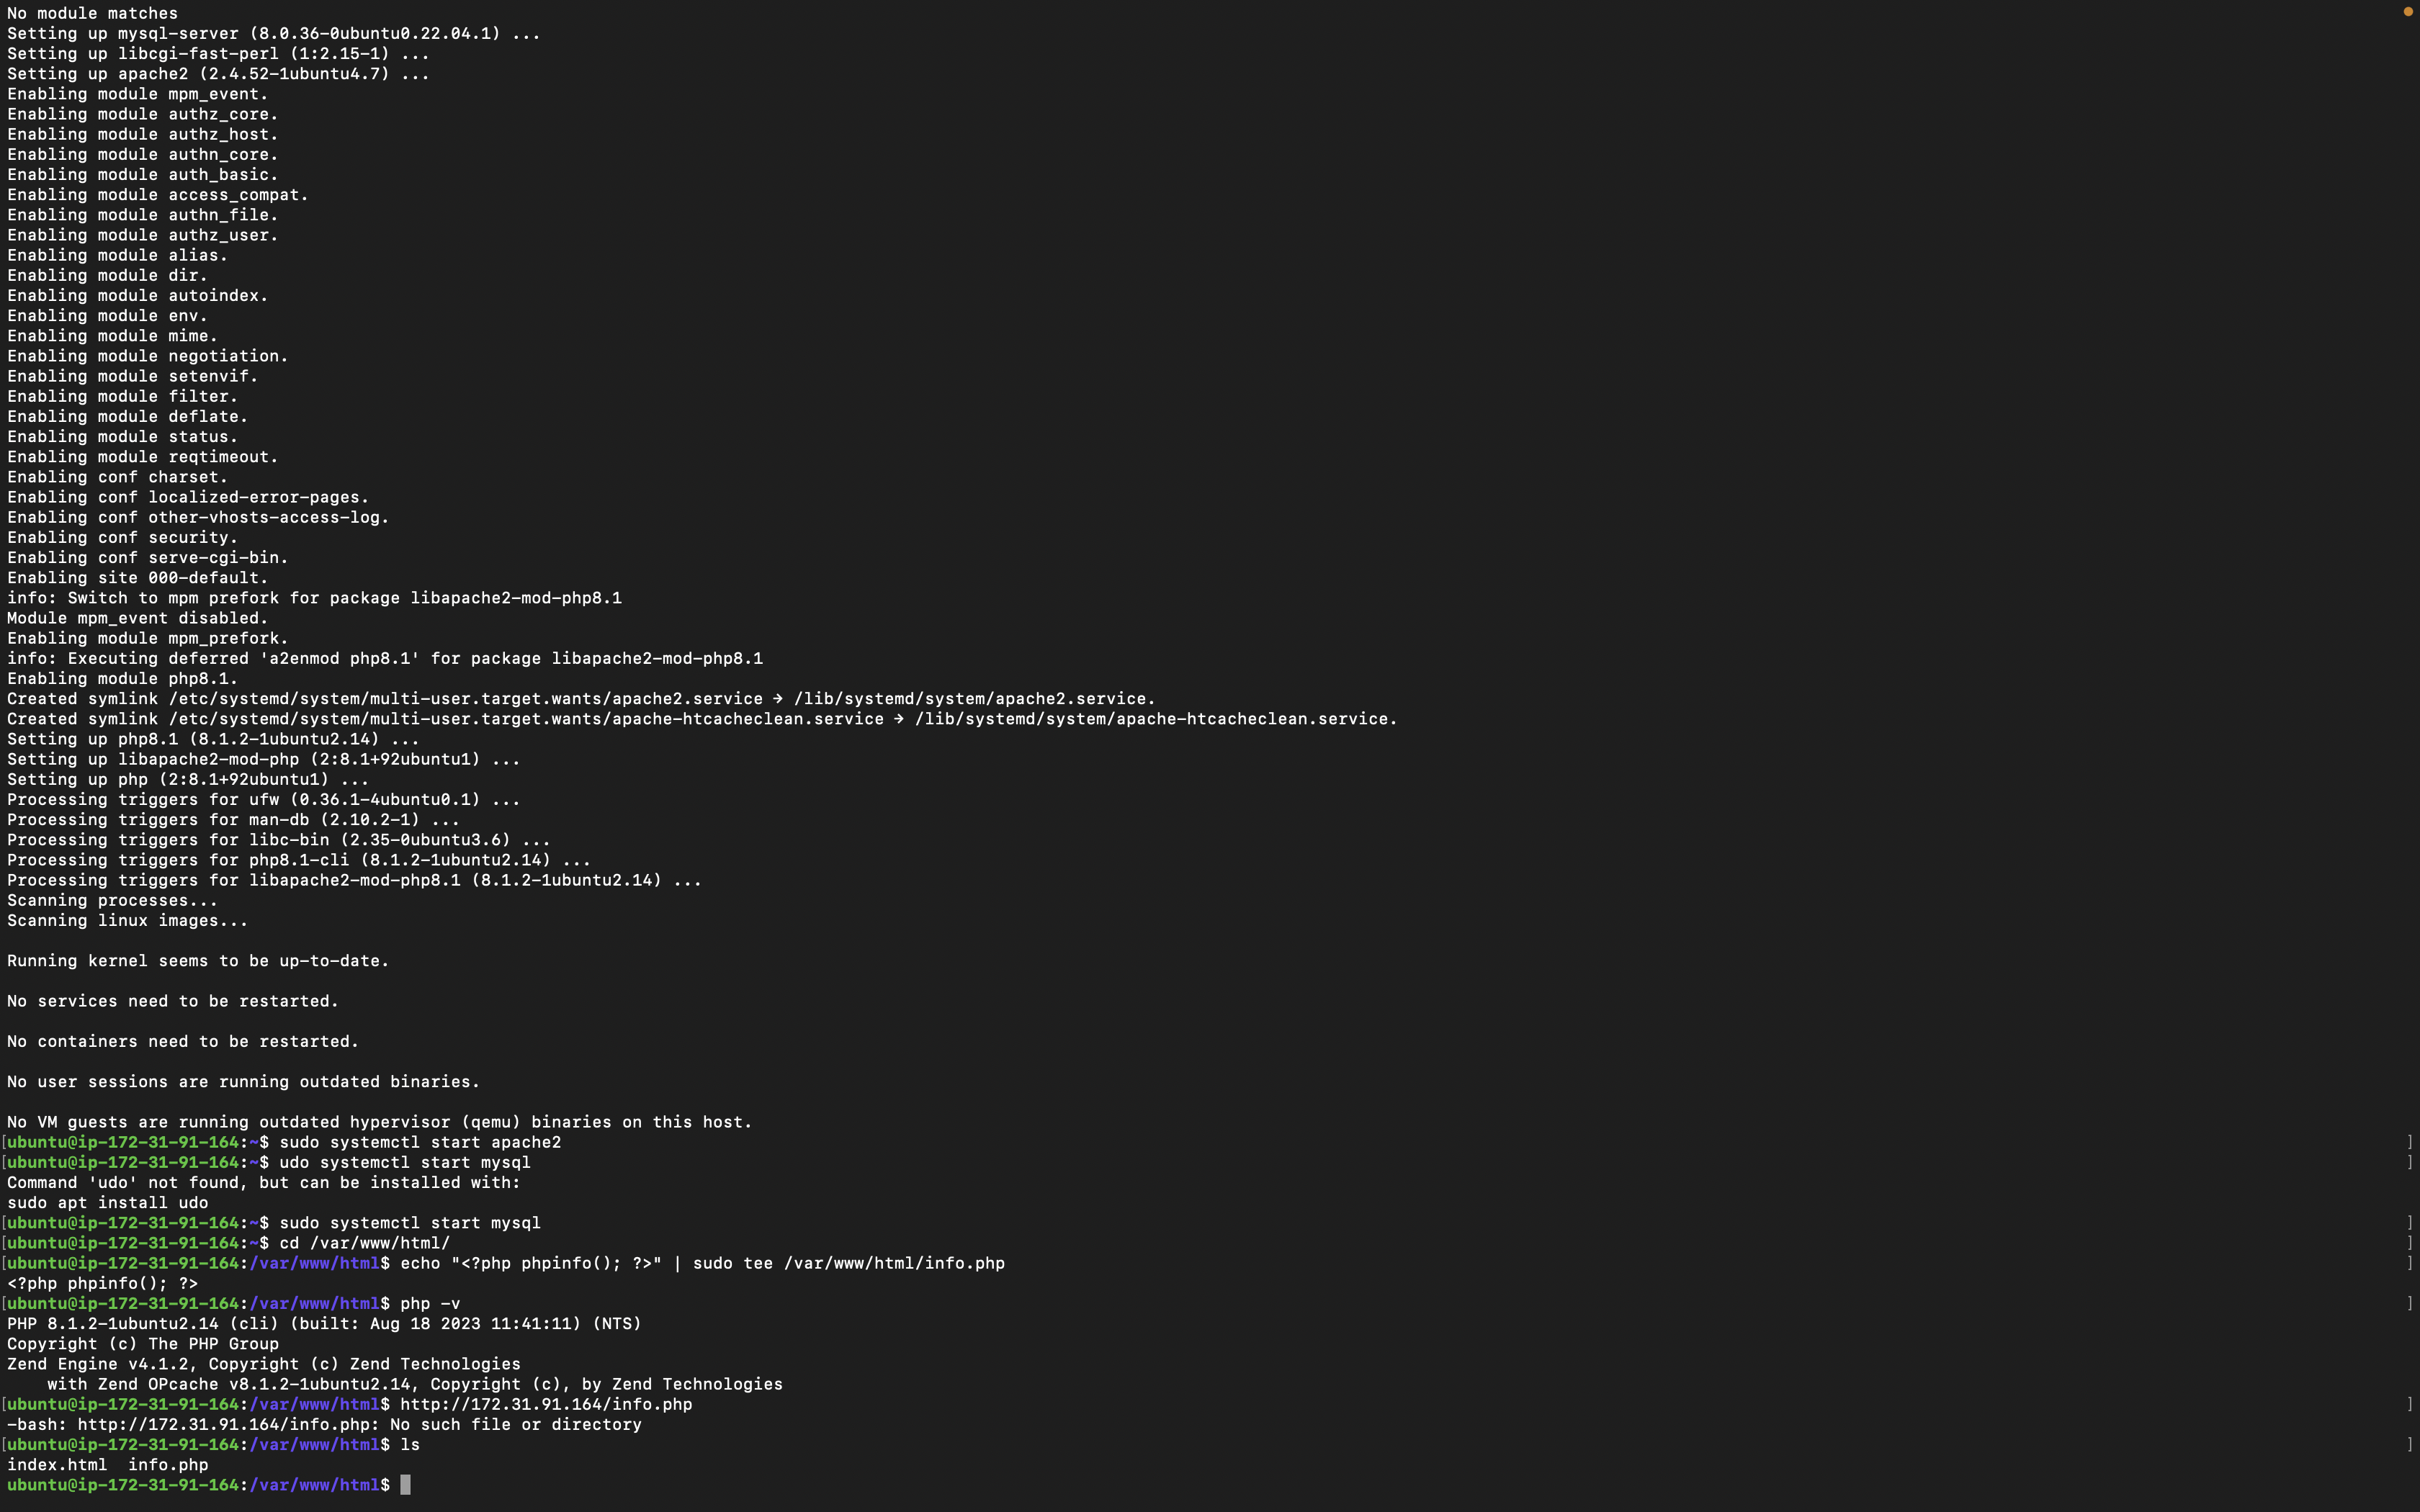 No module matches
Setting up mysql-server (8.0.36-0ubuntu0.22.04.1) ...
Setting up libcgi-fast-perl (1:2.15-1) ...
Setting up apache2 (2.4.52-1ubuntu4.7) ...
Enabling module mpm_event.
Enabling module authz_core.
Enabling module authz_host.
Enabling module authn_core.
Enabling module auth_basic.
Enabling module access_compat.
Enabling module authn_file.
Enabling module authz_user.
Enabling module alias.
Enabling module dir.
Enabling module autoindex.
Enabling module env.
Enabling module mime.
Enabling module negotiation.
Enabling module setenvif.
Enabling module filter.
Enabling module deflate.
Enabling module status.
Enabling module reqtimeout.
Enabling conf charset.
Enabling conf localized-error-pages.
Enabling conf other-vhosts-access-log.
Enabling conf security.
Enabling conf serve-cgi-bin.
Enabling site 000-default.
info: Switch to mpm prefork for package libapache2-mod-php8.1
Module mpm_event disabled.
Enabling module mpm_prefork.
info: Executing deferred 'a2enmod php8.1' for package libapache2-mod-php8.1
Enabling module php8.1.
Created symlink /etc/systemd/system/multi-user.target.wants/apache2.service → /lib/systemd/system/apache2.service.
Created symlink /etc/systemd/system/multi-user.target.wants/apache-htcacheclean.service → /lib/systemd/system/apache-htcacheclean.service.
Setting up php8.1 (8.1.2-1ubuntu2.14) ...
Setting up libapache2-mod-php (2:8.1+92ubuntu1) ...
Setting up php (2:8.1+92ubuntu1) ...
Processing triggers for ufw (0.36.1-4ubuntu0.1) ...
Processing triggers for man-db (2.10.2-1) ...
Processing triggers for libc-bin (2.35-0ubuntu3.6) ...
Processing triggers for php8.1-cli (8.1.2-1ubuntu2.14) ...
Processing triggers for libapache2-mod-php8.1 (8.1.2-1ubuntu2.14) ...
Scanning processes...
Scanning linux images...
Running kernel seems to be up-to-date.
No services need to be restarted.
No containers need to be restarted.
No user sessions are running outdated binaries.
No VM guests are running outdated hypervisor (qemu) binaries on this host.
[ubuntu@ip-172-31-91-164:~$ sudo systemctl start apache2 ]
[ubuntu@ip-172-31-91-164:~$ udo systemctl start mysql ]
Command 'udo' not found, but can be installed with:
sudo apt install udo
[ubuntu@ip-172-31-91-164:~$ sudo systemctl start mysql ]
[ubuntu@ip-172-31-91-164:~$ cd /var/www/html/ ]
[ubuntu@ip-172-31-91-164:/var/www/html$ echo "<?php phpinfo(); ?>" | sudo tee /var/www/html/info.php ]
<?php phpinfo(); ?>
[ubuntu@ip-172-31-91-164:/var/www/html$ php -v ]
PHP 8.1.2-1ubuntu2.14 (cli) (built: Aug 18 2023 11:41:11) (NTS)
Copyright (c) The PHP Group
Zend Engine v4.1.2, Copyright (c) Zend Technologies
    with Zend OPcache v8.1.2-1ubuntu2.14, Copyright (c), by Zend Technologies
[ubuntu@ip-172-31-91-164:/var/www/html$ http://172.31.91.164/info.php ]
-bash: http://172.31.91.164/info.php: No such file or directory
[ubuntu@ip-172-31-91-164:/var/www/html$ ls ]
index.html  info.php
ubuntu@ip-172-31-91-164:/var/www/html$